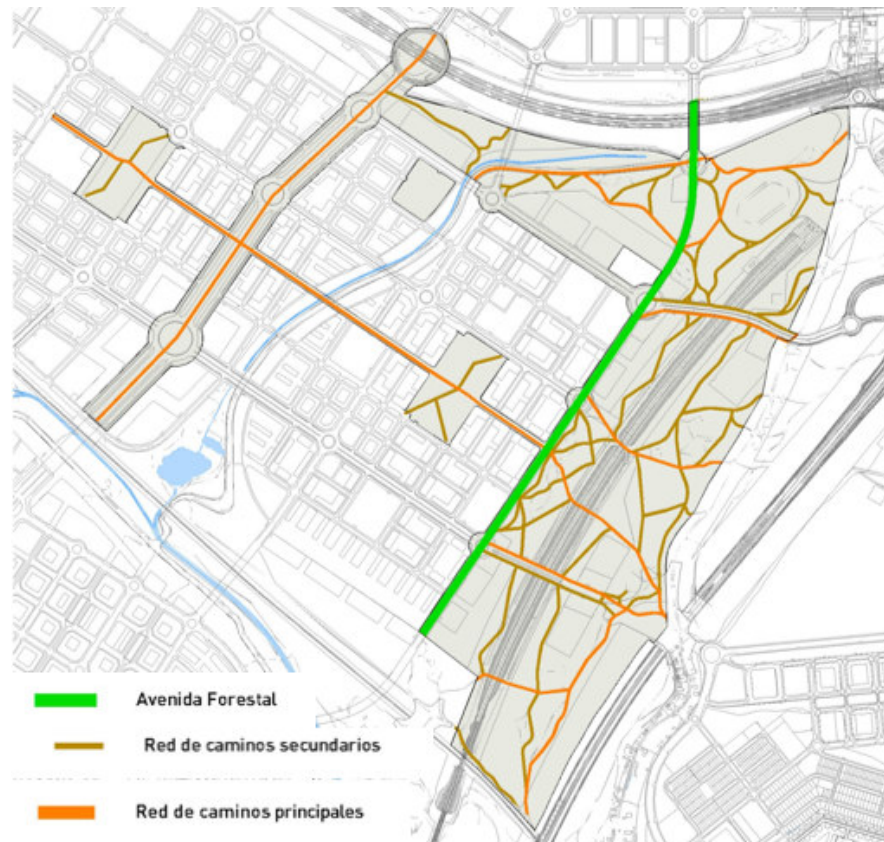 Avenida Forestal
Red de caminos secundarios
Red de caminos principales